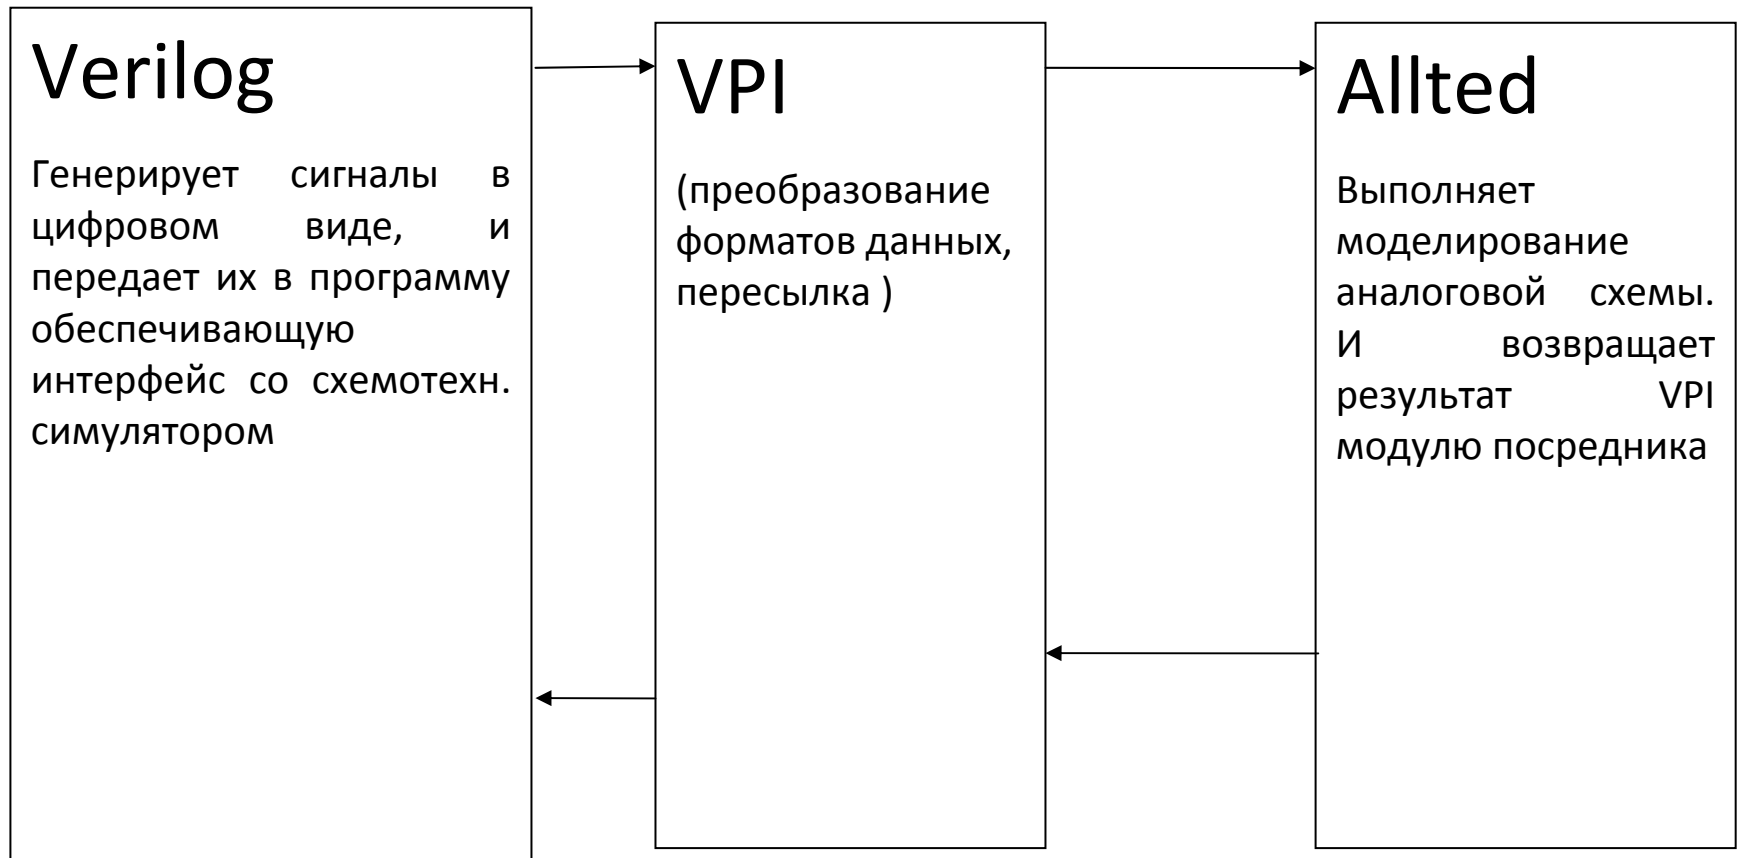 Verilog
Генерирует сигналы в
цифровом виде, и
передает их в программу
обеспечивающую
интерфейс со схемотехн.
симулятором
VPI
(преобразование
форматов данных,
пересылка )
Allted
Выполняет
моделирование
аналоговой схемы.
И возвращает
результат VPI
модулю посредника